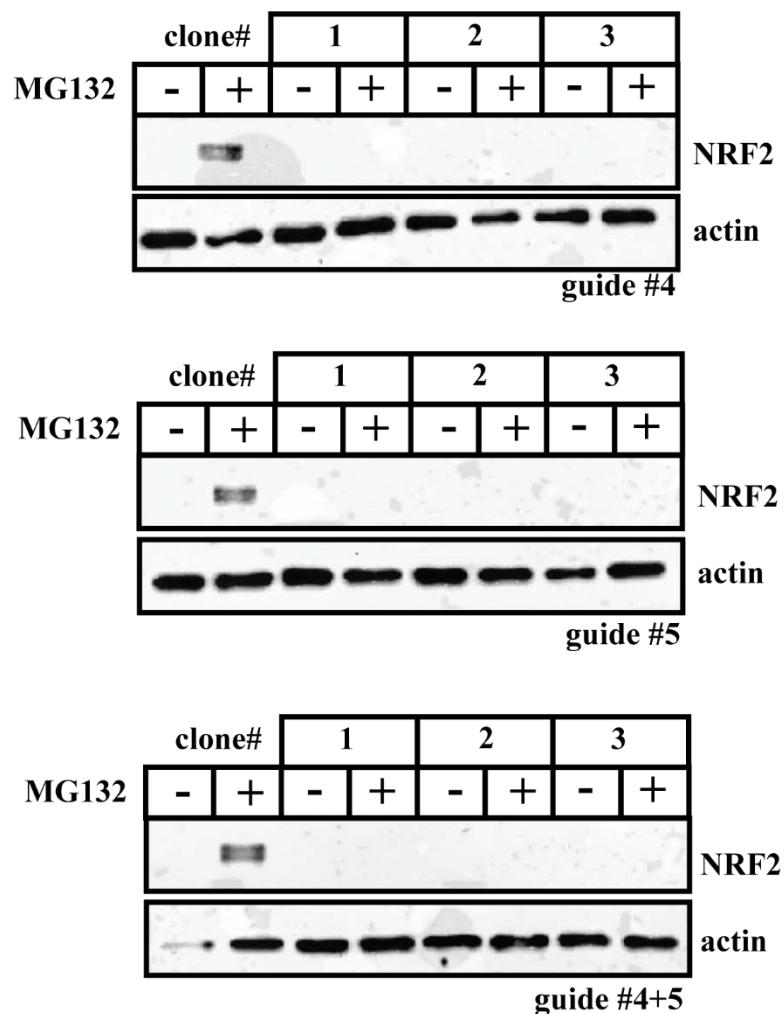 clone# 1 2 3
MG132 - + - + - + - +
NRF2
actin
guide #4
clone# 1 2 3
MG132 - + - + - + - +
NRF2
actin
guide #5
clone# 1 2 3
MG132 - + - + - + - +
NRF2
actin
guide #4+5